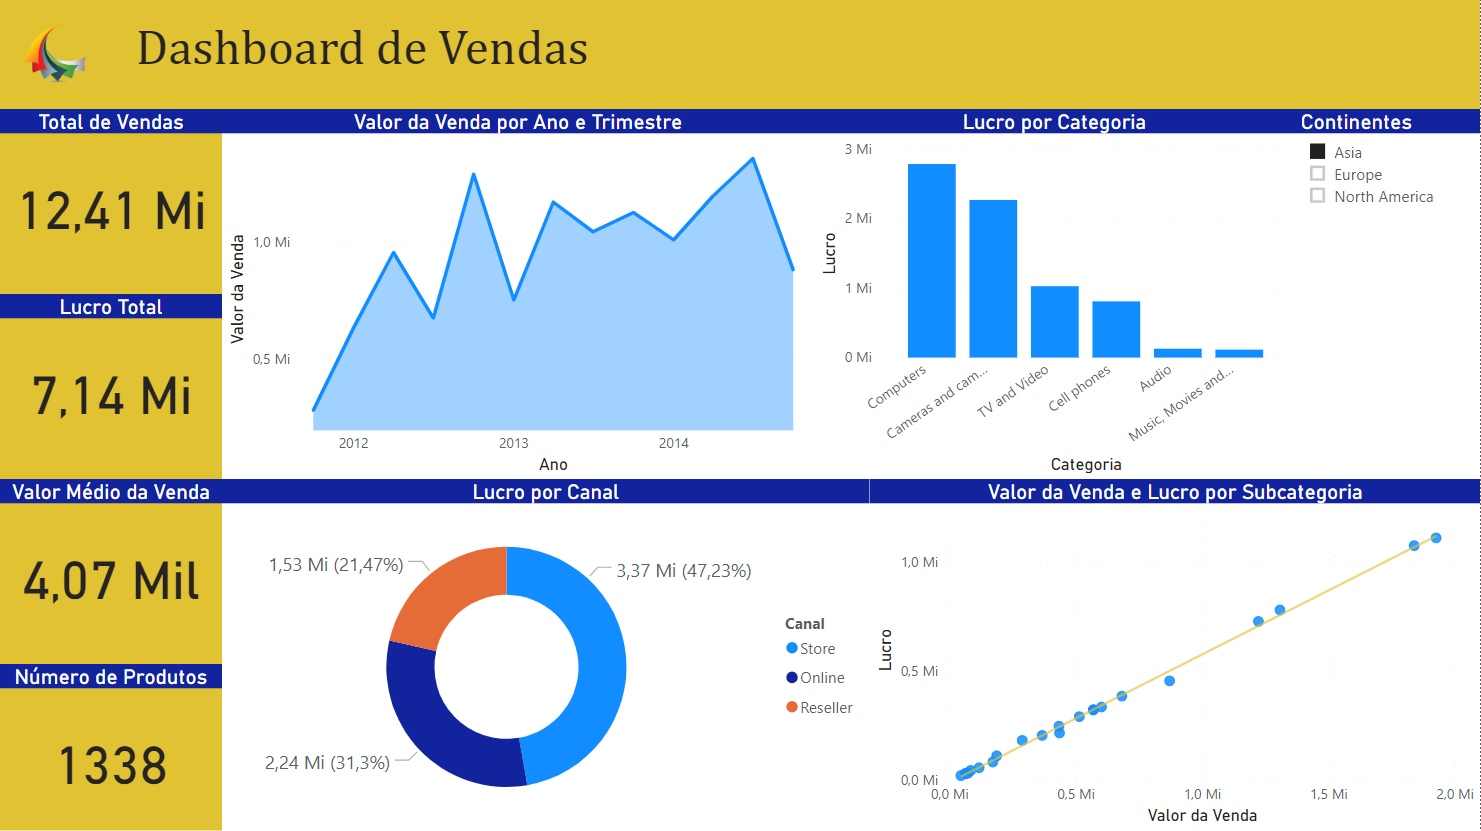 Dashboard de Vendas
Total de Vendas
12,41 Mi
Lucro Total
7,14 Mi
Valor Médio da Venda
4,07 Mil
Número de Produtos
1338
Valor da Venda por Ano e Trimestre
Valor da Venda
1,0 Mi
0,5 Mi
2012
2013
2014
Ano
Lucro por Categoria
Lucro
3 Mi
2 Mi
1 Mi
0 Mi
Computers
Cameras and cam...
TV and Video
Cell phones
Audio
Music, Movies and...
Categoria
Continentes
Asia
Europe
North America
Lucro por Canal
1,53 Mi (21,47%)
3,37 Mi (47,23%)
2,24 Mi (31,3%)
Canal
Store
Online
Reseller
Valor da Venda e Lucro por Subcategoria
Lucro
1,0 Mi
0,5 Mi
0,0 Mi
0,0 Mi
0,5 Mi
1,0 Mi
1,5 Mi
2,0 Mi
Valor da Venda